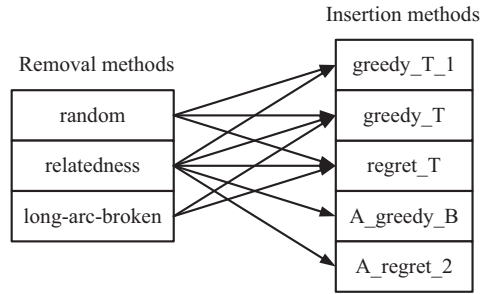 Insertion methods
Removal methods
greedy_T_1
random
greedy_T
relatedness
regret_T
long-arc-broken
A_greedy_B
A_regret_2